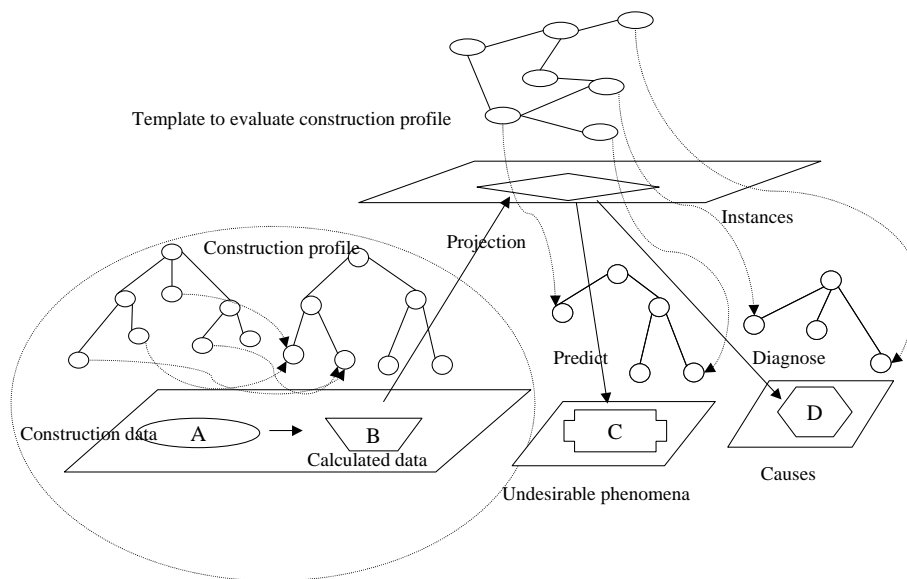 Template to evaluate construction profile
Instances
Construction profile
Projection
Predict
Diagnose
Construction data
A
B
C
D
Calculated data
Causes
Undesirable phenomena